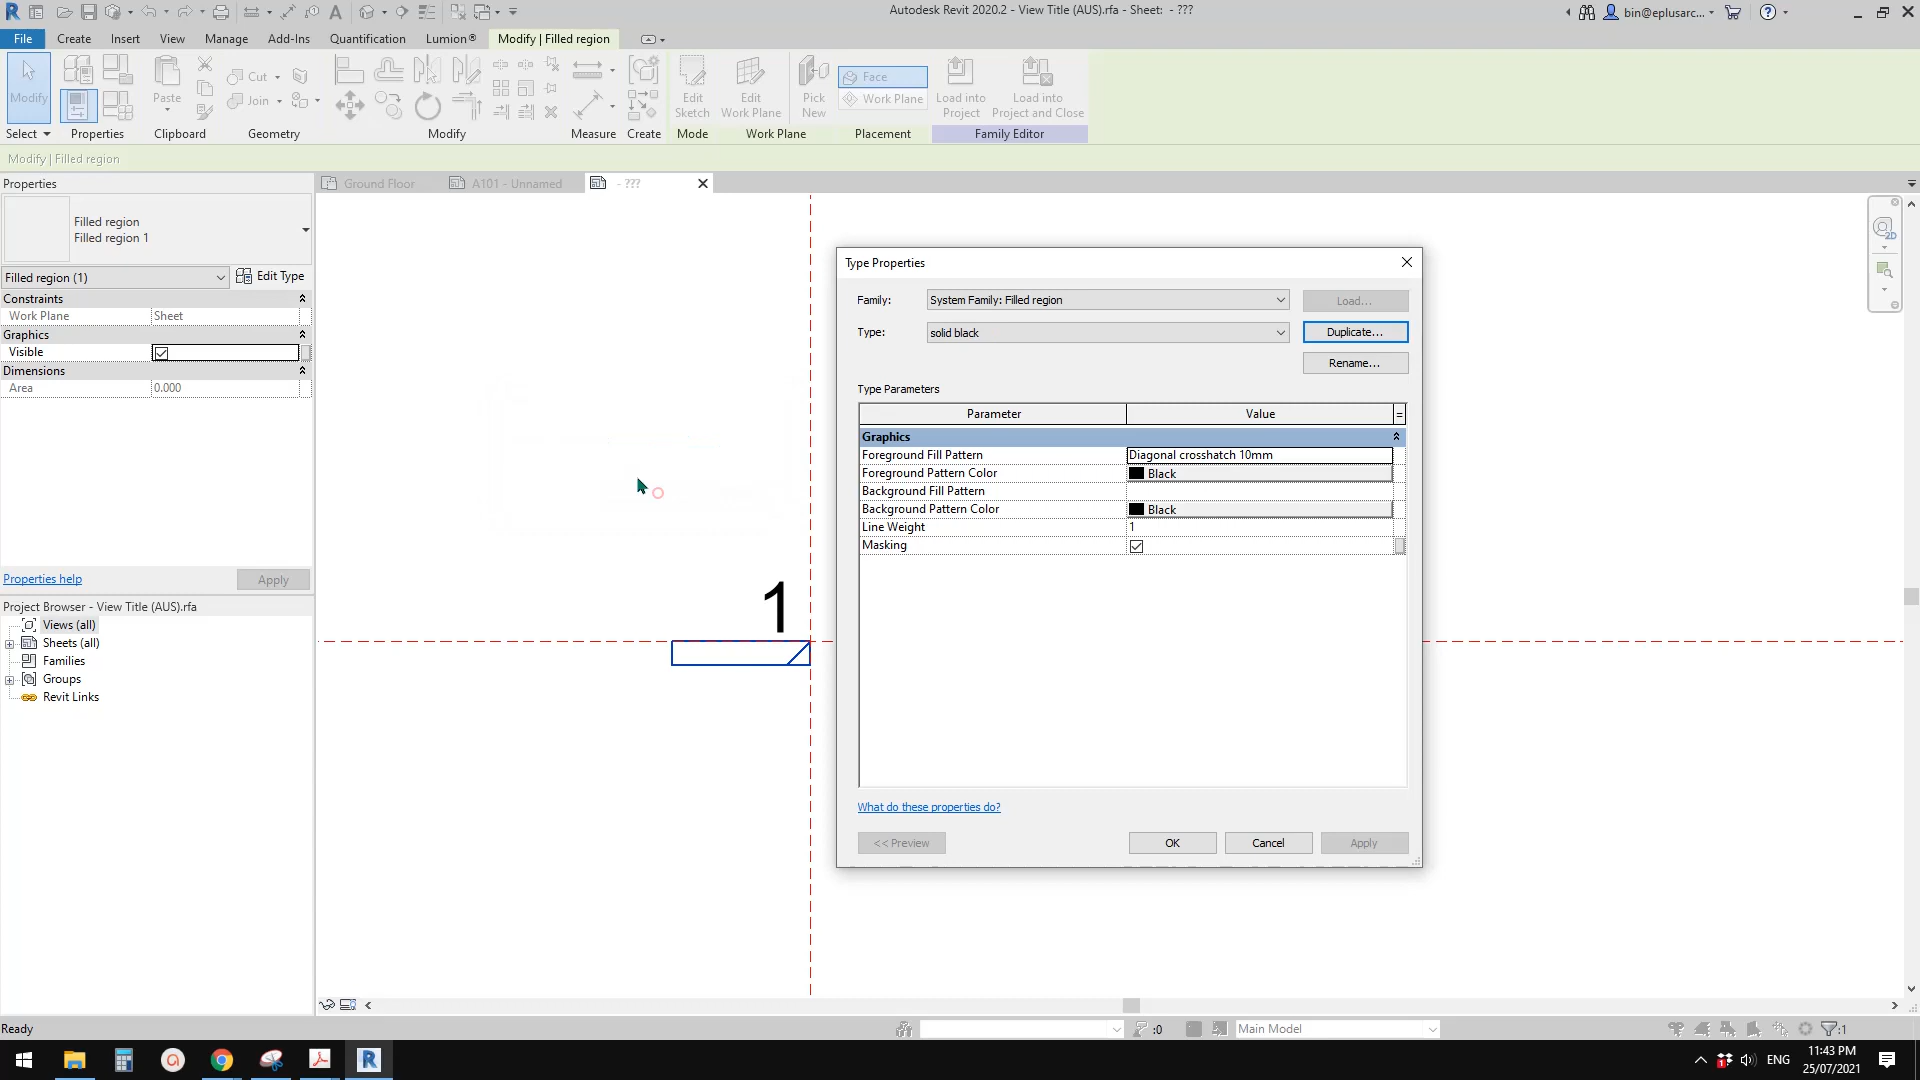 Autodesk Revit 2020.2 - View Title (AUS).rfa - Sheet: - ???
bin@eplusarc...
File
Create
Insert
View
Manage
Add-Ins
Quantification
Lumion®
Modify | Filled region
Modify
Paste
Cut
Join
Edit
Sketch
Edit
Work Plane
Pick
New
Face
Work Plane
Load into
Project
Load into
Project and Close
Select
Properties
Clipboard
Geometry
Modify
Measure
Create
Mode
Work Plane
Placement
Family Editor
Modify | Filled region
Properties
Ground Floor
A101 - Unnamed
- ???
Filled region
Filled region 1
Filled region (1)
Edit Type
Constraints
Work Plane
Sheet
Graphics
Visible
Dimensions
Area
0.000
Properties help
Apply
Project Browser - View Title (AUS).rfa
Views (all)
Sheets (all)
Families
Groups
Revit Links
1
2D
Type Properties
Family:
System Family: Filled region
Load...
Type:
solid black
Duplicate...
Rename...
Type Parameters
Parameter
Value
=
Graphics
Foreground Fill Pattern
Diagonal crosshatch 10mm
Foreground Pattern Color
Black
Background Fill Pattern
Background Pattern Color
Black
Line Weight
1
Masking
What do these properties do?
<< Preview
OK
Cancel
Apply
Ready
:0
Main Model
:1
ENG
11:43 PM
25/07/2021